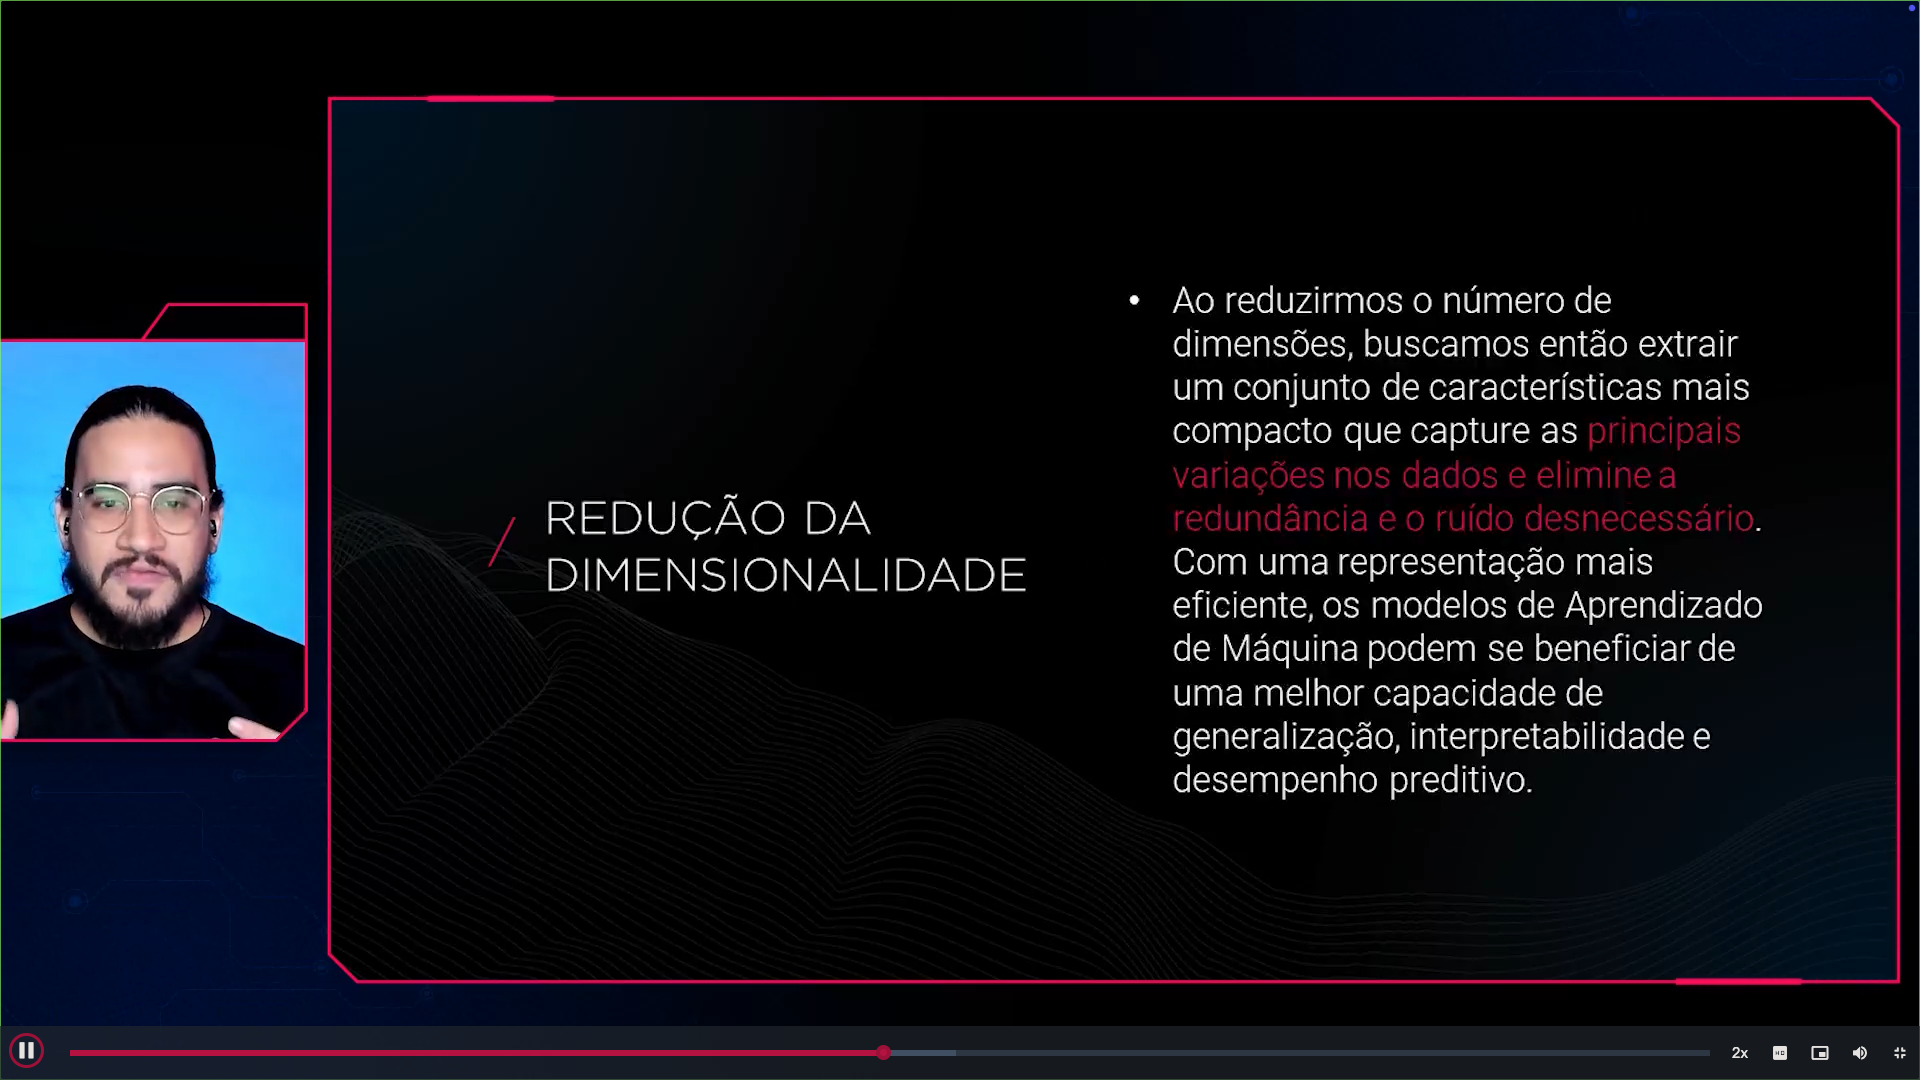 REDUÇÃO DA
DIMENSIONALIDADE
• Ao reduzirmos o número de
dimensões, buscamos então extrair
um conjunto de características mais
compacto que capture as principais
variações nos dados e elimine a
redundância e o ruído desnecessário.
Com uma representação mais
eficiente, os modelos de Aprendizado
de Máquina podem se beneficiar de
uma melhor capacidade de
generalização, interpretabilidade e
desempenho preditivo.
2x
HD